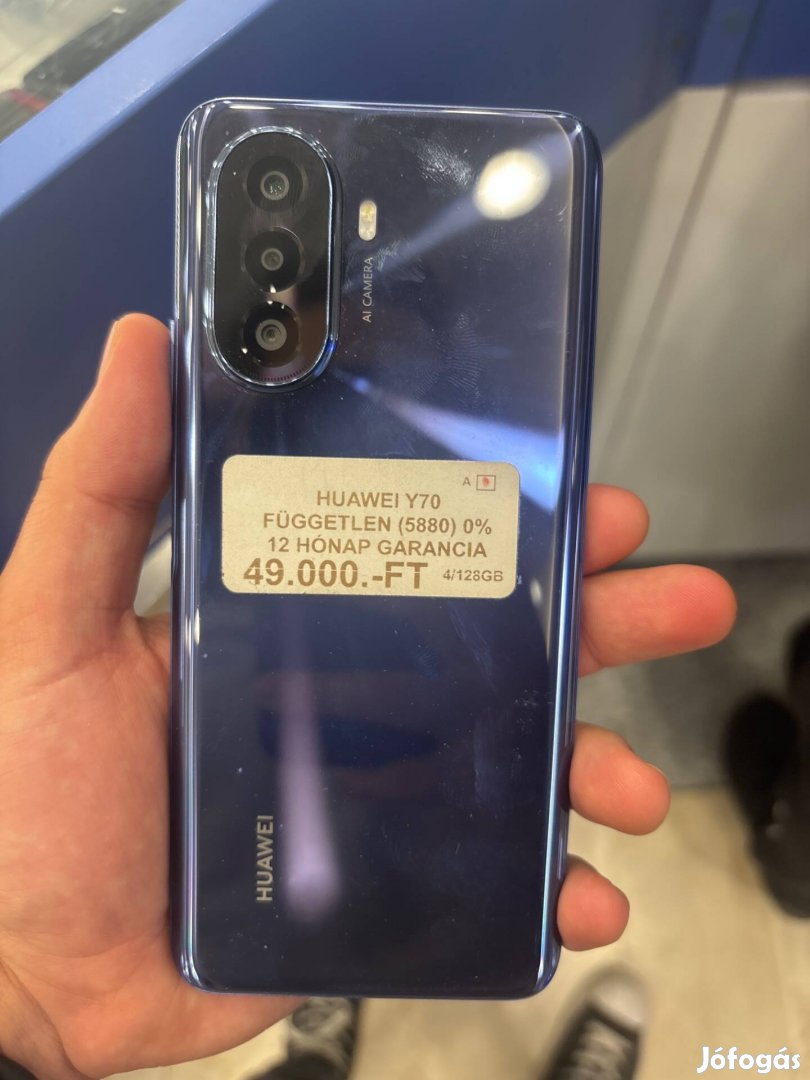 AI CAMERA
A
HUAWEI Y70
FÜGGETLEN (5880) 0%
12 HÓNAP GARANCIA
49.000.-FT 4/128GB
HUAWEI
Jófogás